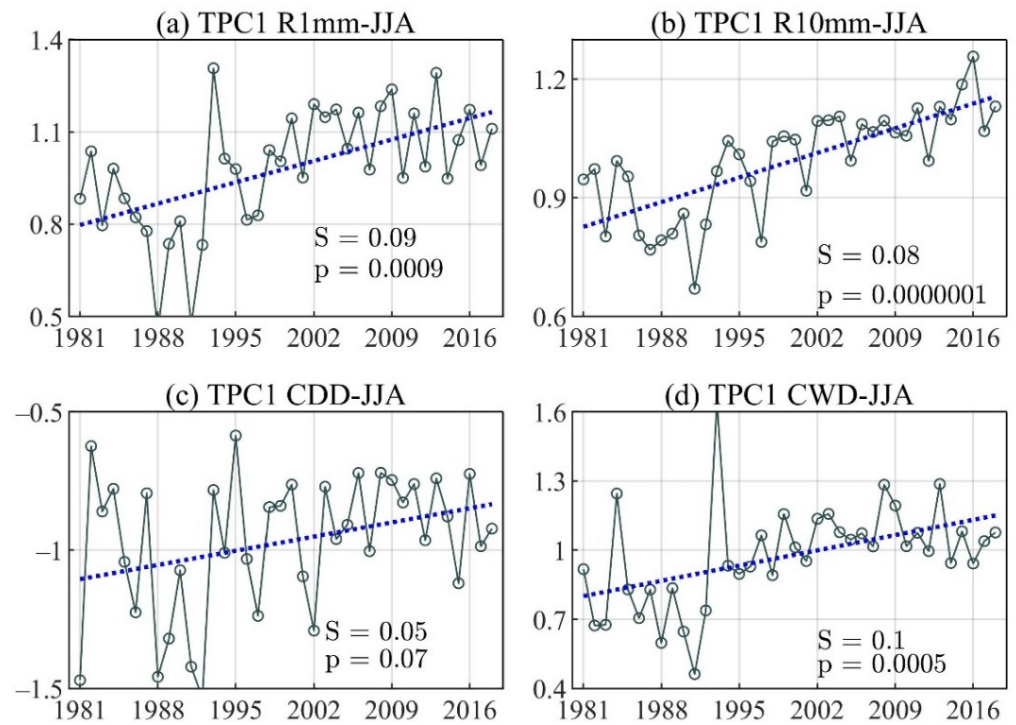 (a) TPC1 R1mm-JJA
1.4
1.1
0.8
0.5
S = 0.09
p = 0.0009
1981 1988 1995 2002 2009 2016
(b) TPC1 R10mm-JJA
1.2
0.9
0.6
S = 0.08
p = 0.0000001
1981 1988 1995 2002 2009 2016
(c) TPC1 CDD-JJA
−0.5
−1
−1.5
S = 0.05
p = 0.07
1981 1988 1995 2002 2009 2016
(d) TPC1 CWD-JJA
1.6
1.3
1
0.7
0.4
S = 0.1
p = 0.0005
1981 1988 1995 2002 2009 2016